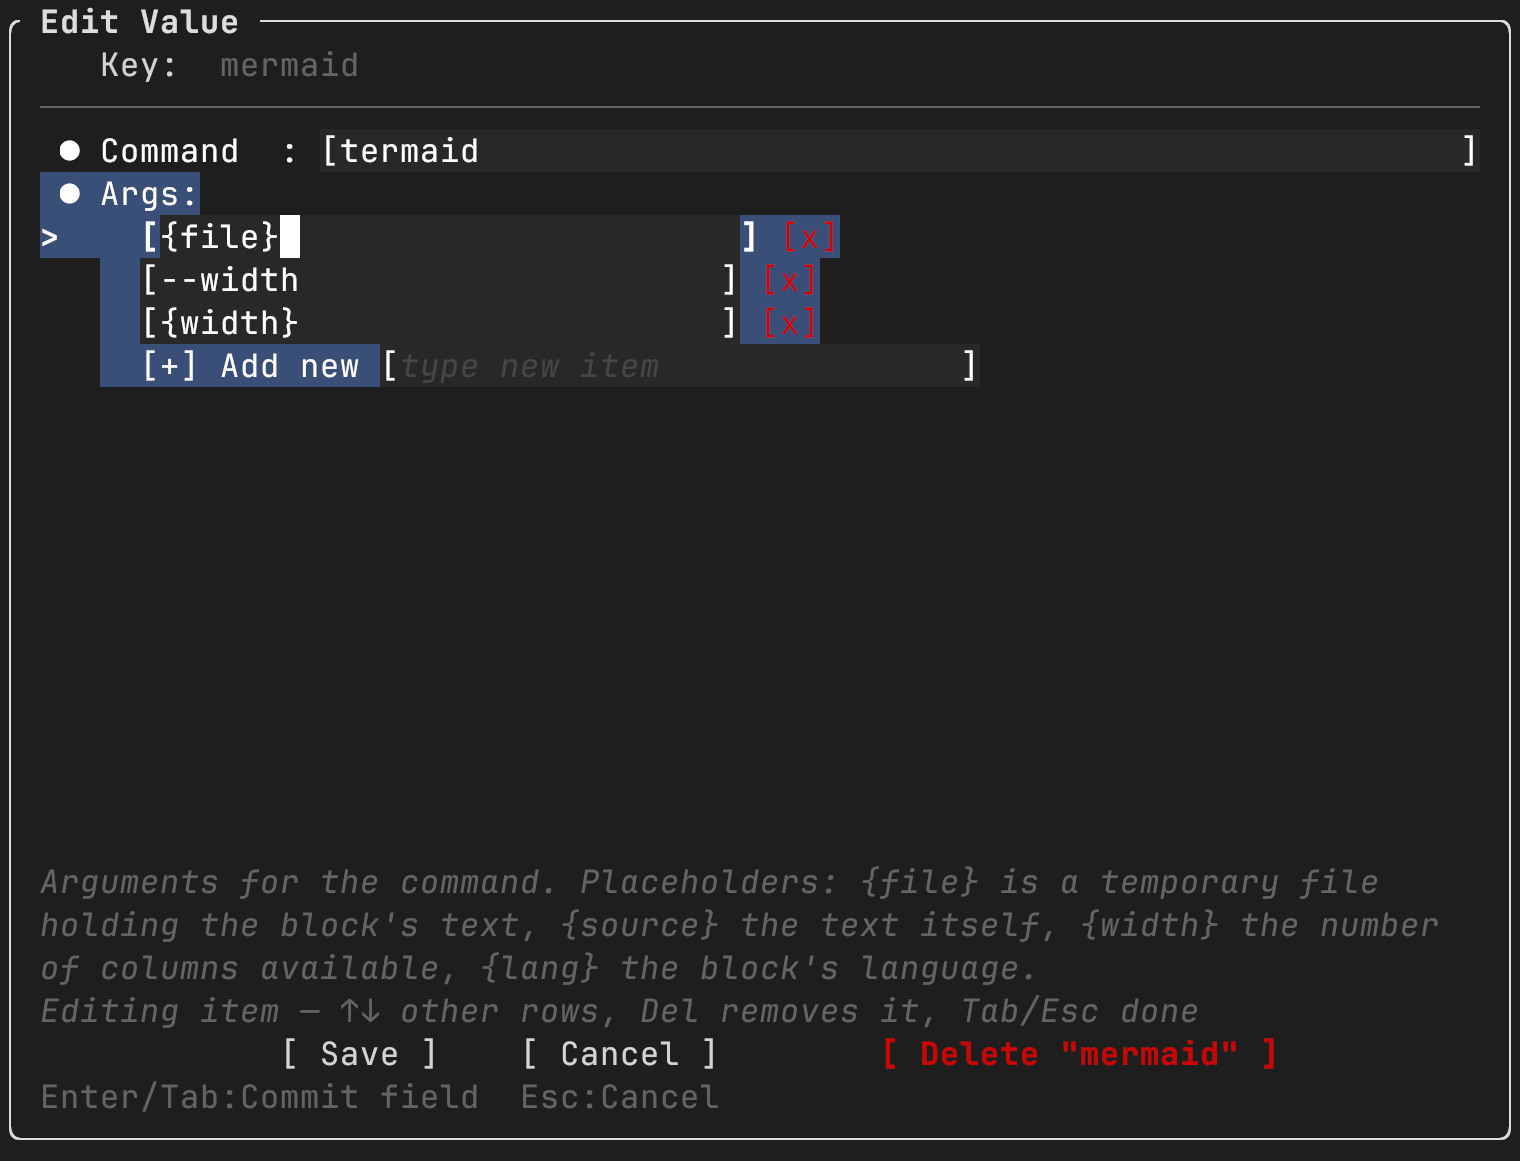 Edit Value
Key: mermaid
● Command : [termaid ]
● Args:
> [{file} ] [x]
[--width ] [x]
[{width} ] [x]
[+] Add new [type new item ]
Arguments for the command. Placeholders: {file} is a temporary file
holding the block's text, {source} the text itself, {width} the number
of columns available, {lang} the block's language.
Editing item — ↑↓ other rows, Del removes it, Tab/Esc done
[ Save ] [ Cancel ] [ Delete "mermaid" ]
Enter/Tab:Commit field Esc:Cancel